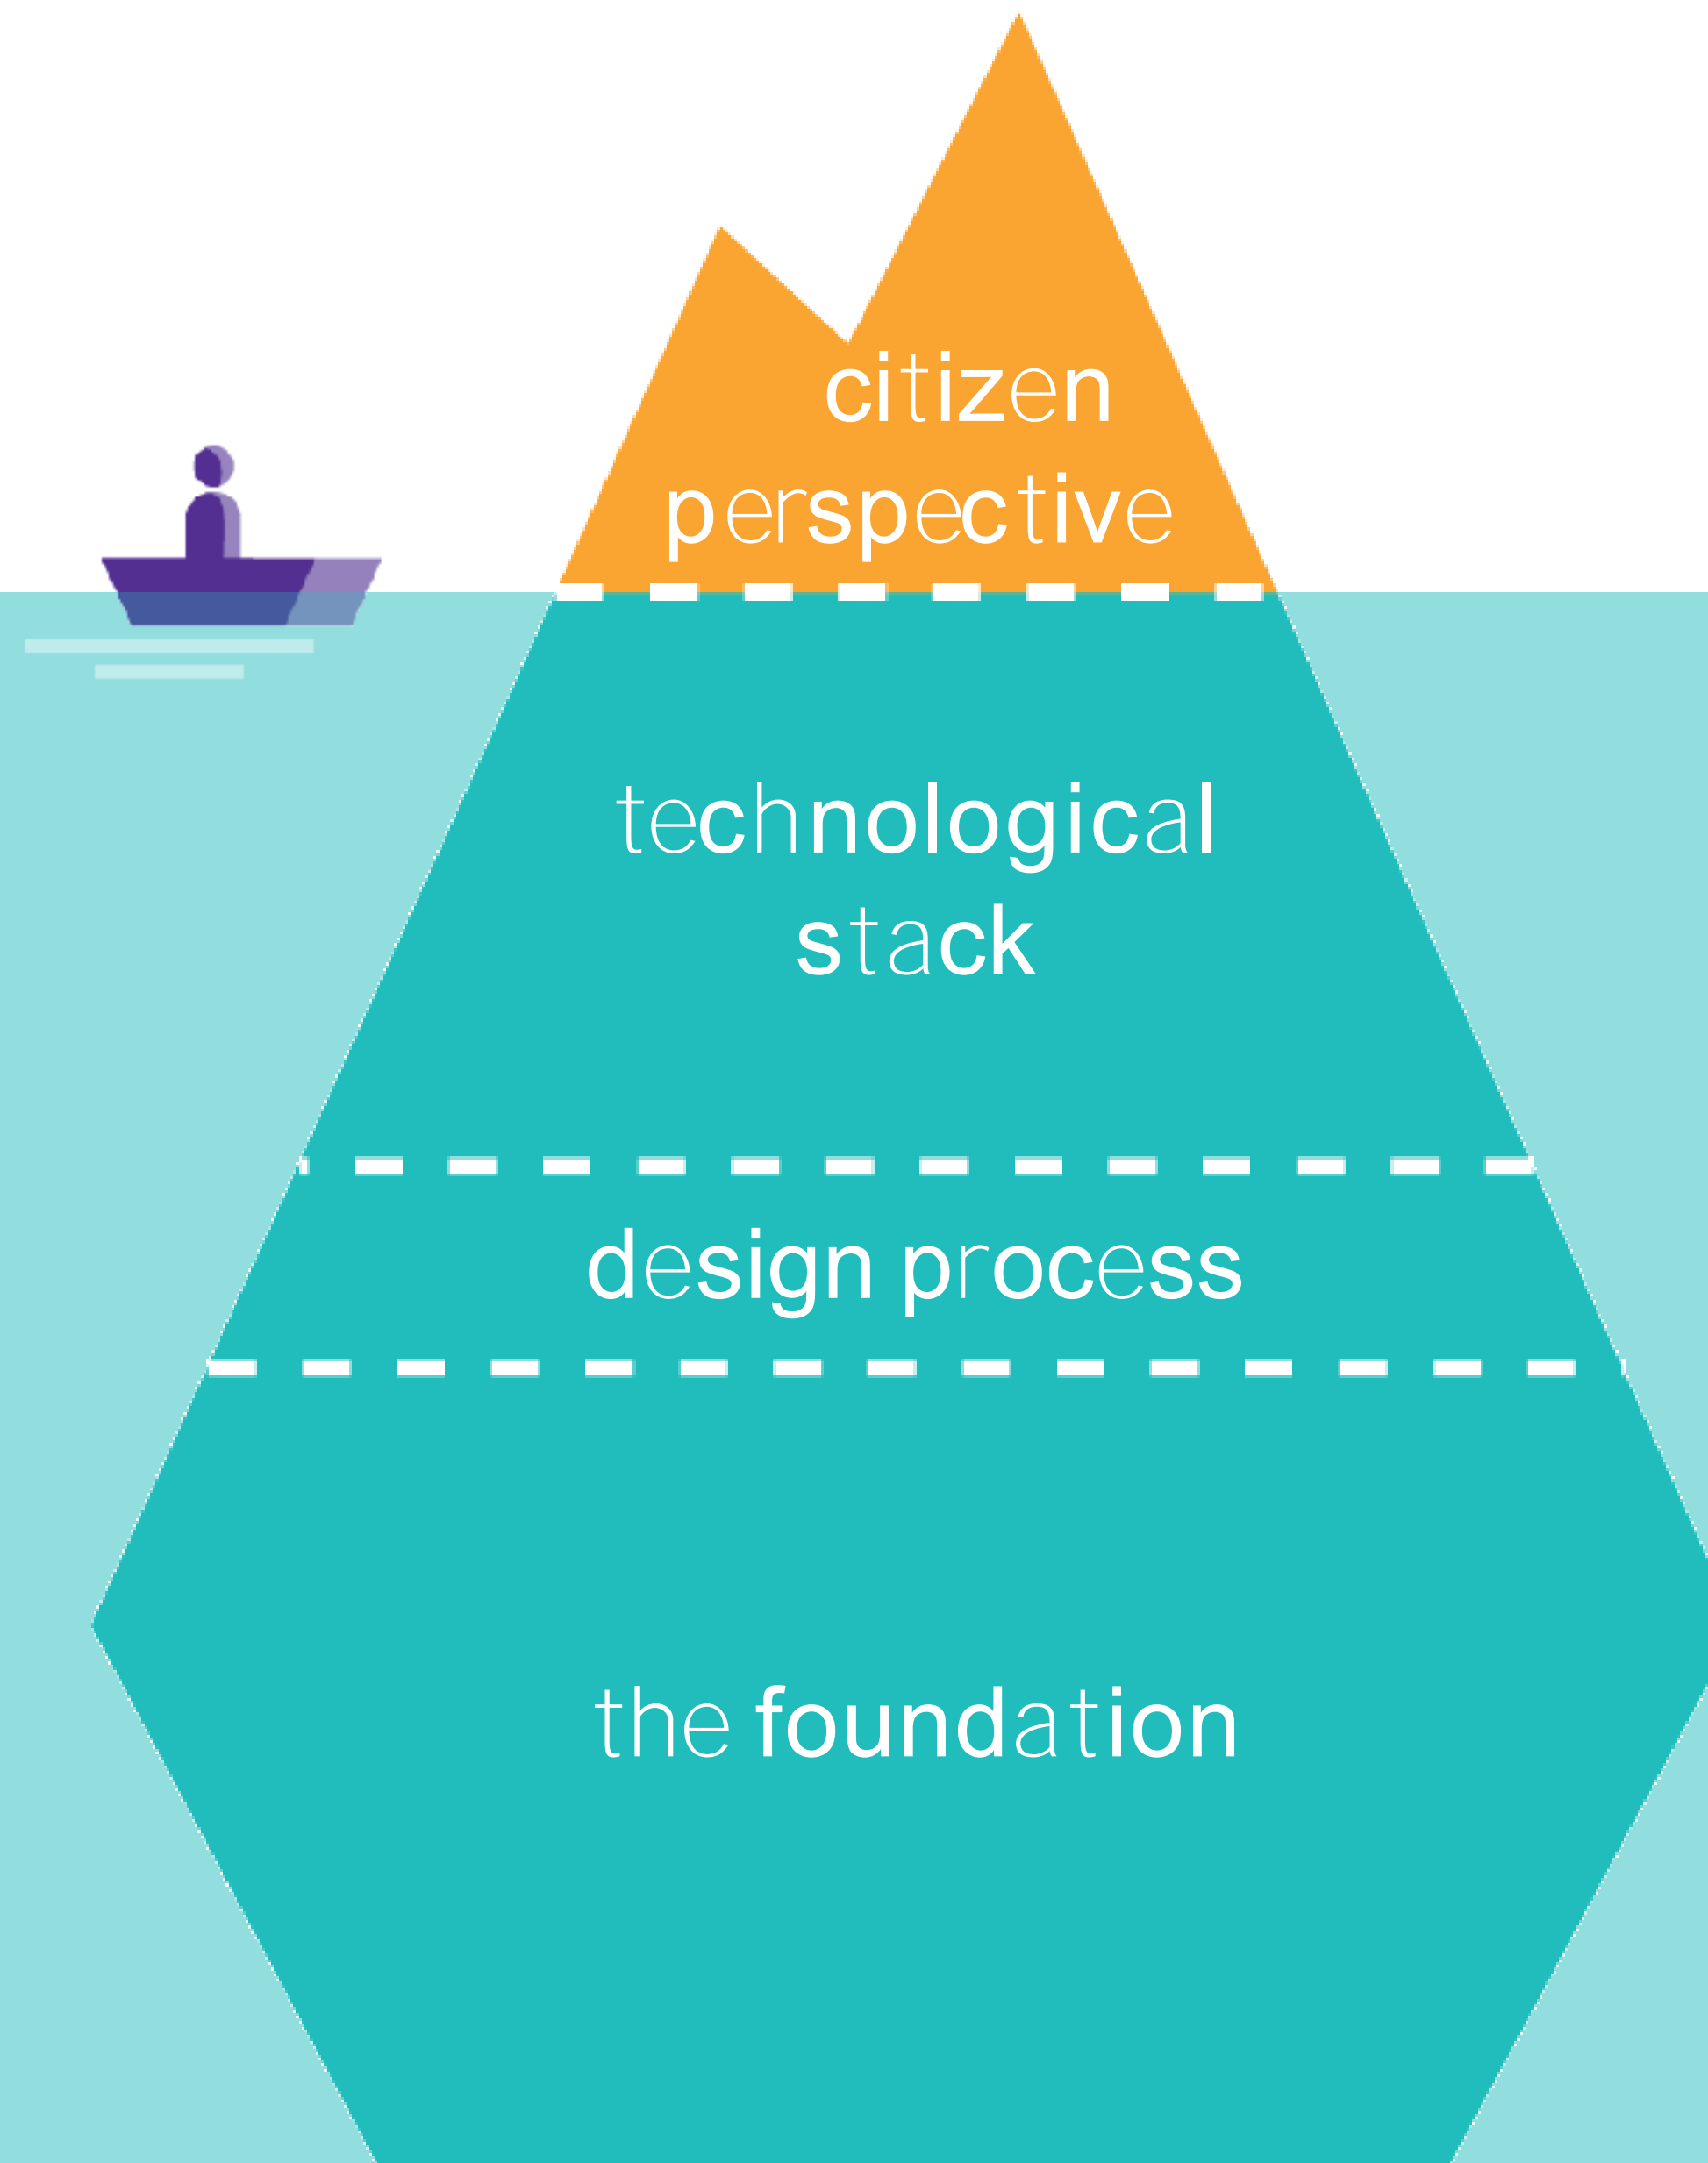 citizen
perspective
technological
stack
design process
the foundation